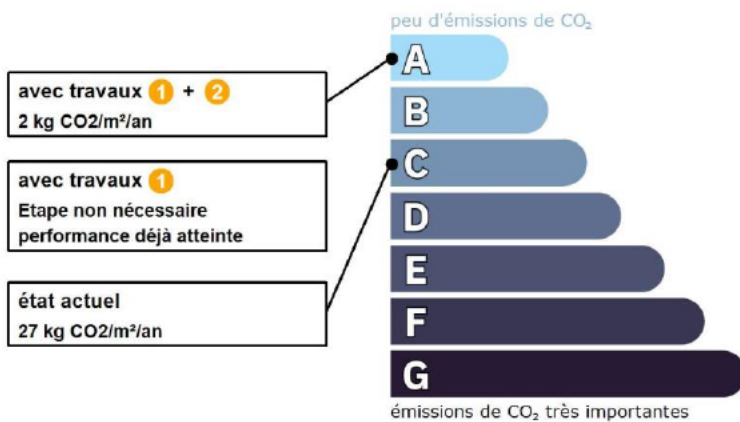 peu d'émissions de CO₂
A
avec travaux 1 + 2
2 kg CO2/m²/an
B
C
avec travaux 1
Etape non nécessaire
performance déjà atteinte
D
E
état actuel
27 kg CO2/m²/an
F
G
émissions de CO₂ très importantes